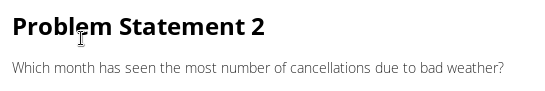 Problem Statement 2
Which month has seen the most number of cancellations due to bad weather?